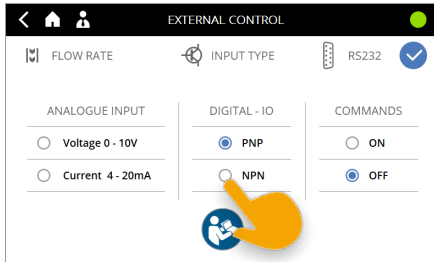 EXTERNAL CONTROL
FLOW RATE
INPUT TYPE
RS232
ANALOGUE INPUT
Voltage 0 - 10V
Current 4 - 20mA
DIGITAL - IO
PNP
NPN
COMMANDS
ON
OFF